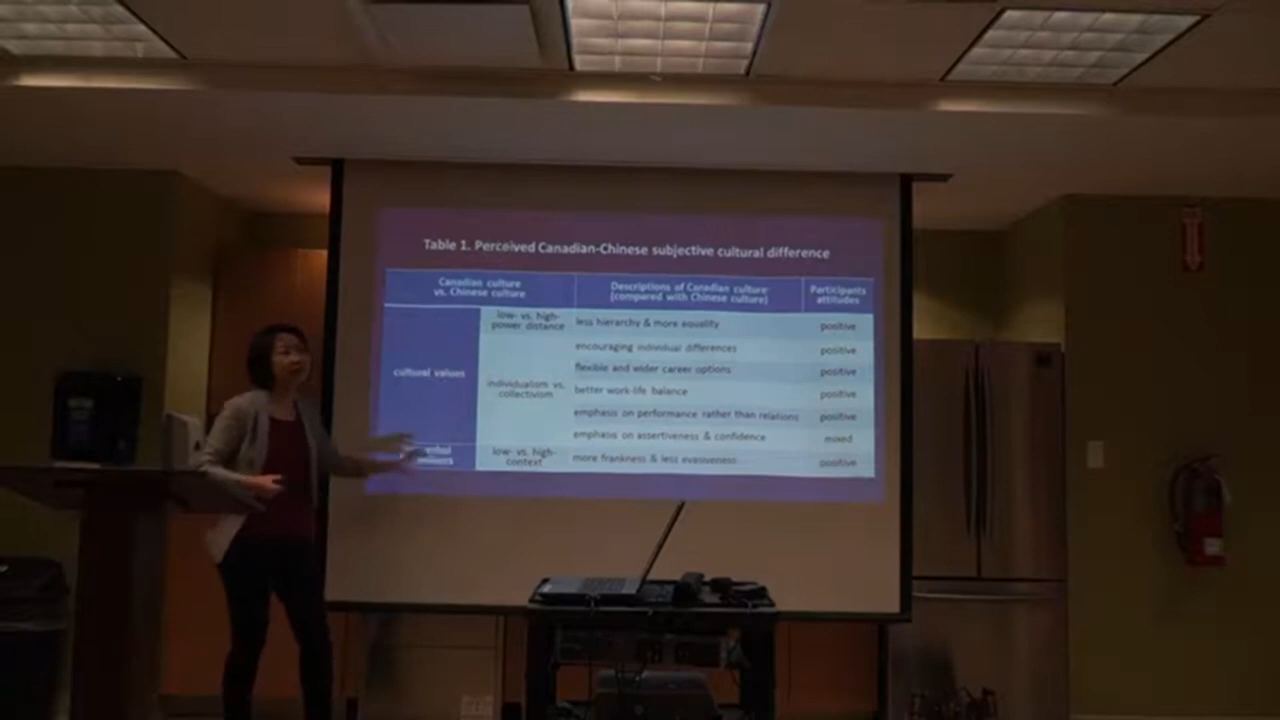 Table 1. Perceived Canadian-Chinese subjective cultural difference
Canadian culture
vs. Chinese culture
Descriptions of Canadian culture
(compared with Chinese culture)
Participants
attitudes
cultural values
low- vs. high-
power distance
less hierarchy & more equality
positive
individualism vs.
collectivism
encouraging individual differences
positive
flexible and wider career options
positive
better work-life balance
positive
emphasis on performance rather than relations
positive
emphasis on assertiveness & confidence
mixed
low- vs. high-
context
more frankness & less evasiveness
positive